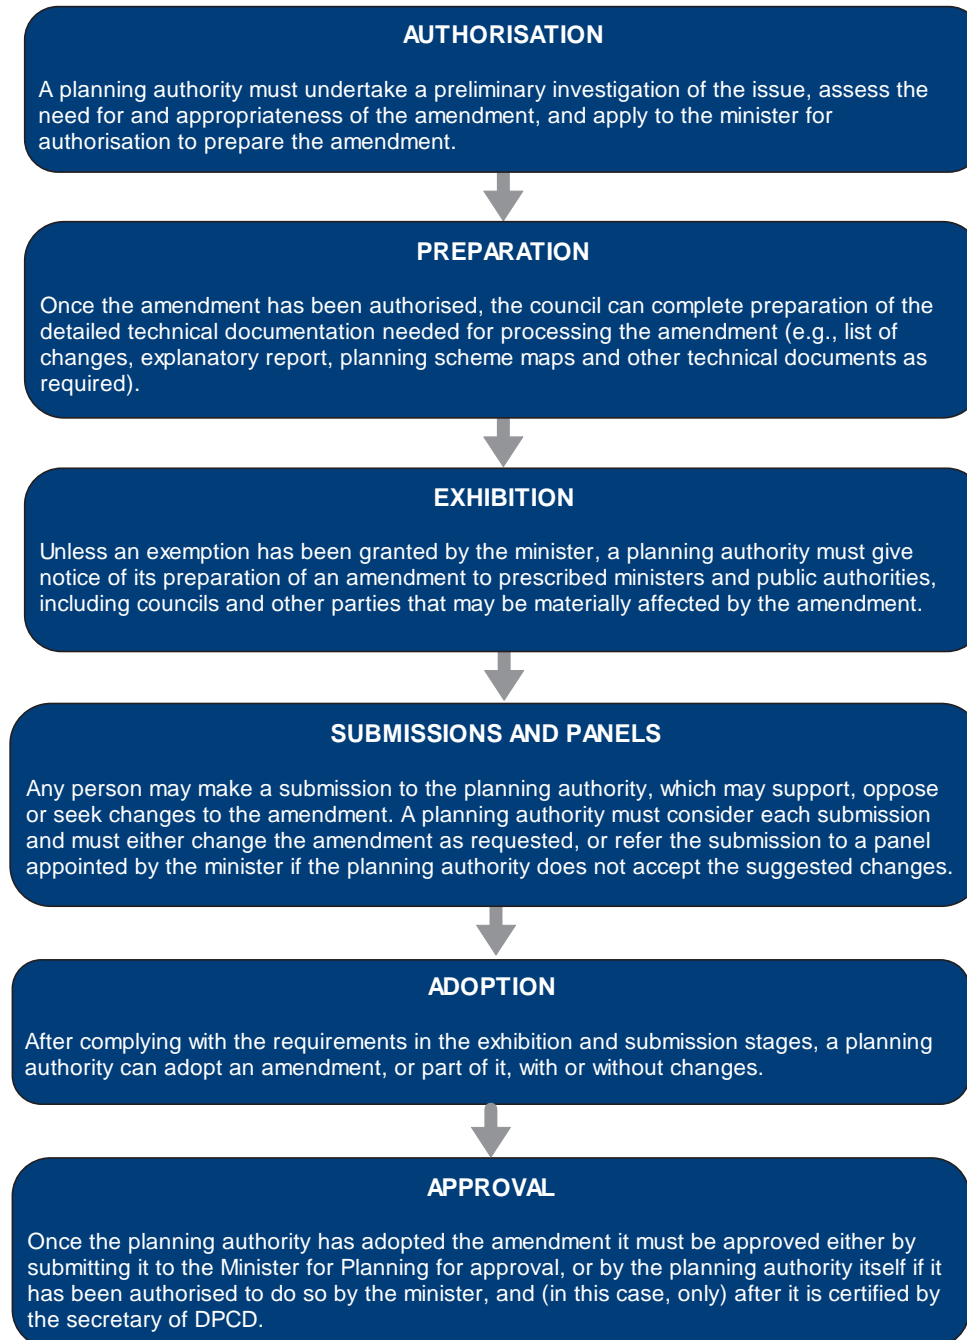 AUTHORISATION
A planning authority must undertake a preliminary investigation of the issue, assess the
need for and appropriateness of the amendment, and apply to the minister for
authorisation to prepare the amendment.
PREPARATION
Once the amendment has been authorised, the council can complete preparation of the
detailed technical documentation needed for processing the amendment (e.g., list of
changes, explanatory report, planning scheme maps and other technical documents as
required).
EXHIBITION
Unless an exemption has been granted by the minister, a planning authority must give
notice of its preparation of an amendment to prescribed ministers and public authorities,
including councils and other parties that may be materially affected by the amendment.
SUBMISSIONS AND PANELS
Any person may make a submission to the planning authority, which may support, oppose
or seek changes to the amendment. A planning authority must consider each submission
and must either change the amendment as requested, or refer the submission to a panel
appointed by the minister if the planning authority does not accept the suggested changes.
ADOPTION
After complying with the requirements in the exhibition and submission stages, a planning
authority can adopt an amendment, or part of it, with or without changes.
APPROVAL
Once the planning authority has adopted the amendment it must be approved either by
submitting it to the Minister for Planning for approval, or by the planning authority itself if it
has been authorised to do so by the minister, and (in this case, only) after it is certified by
the secretary of DPCD.